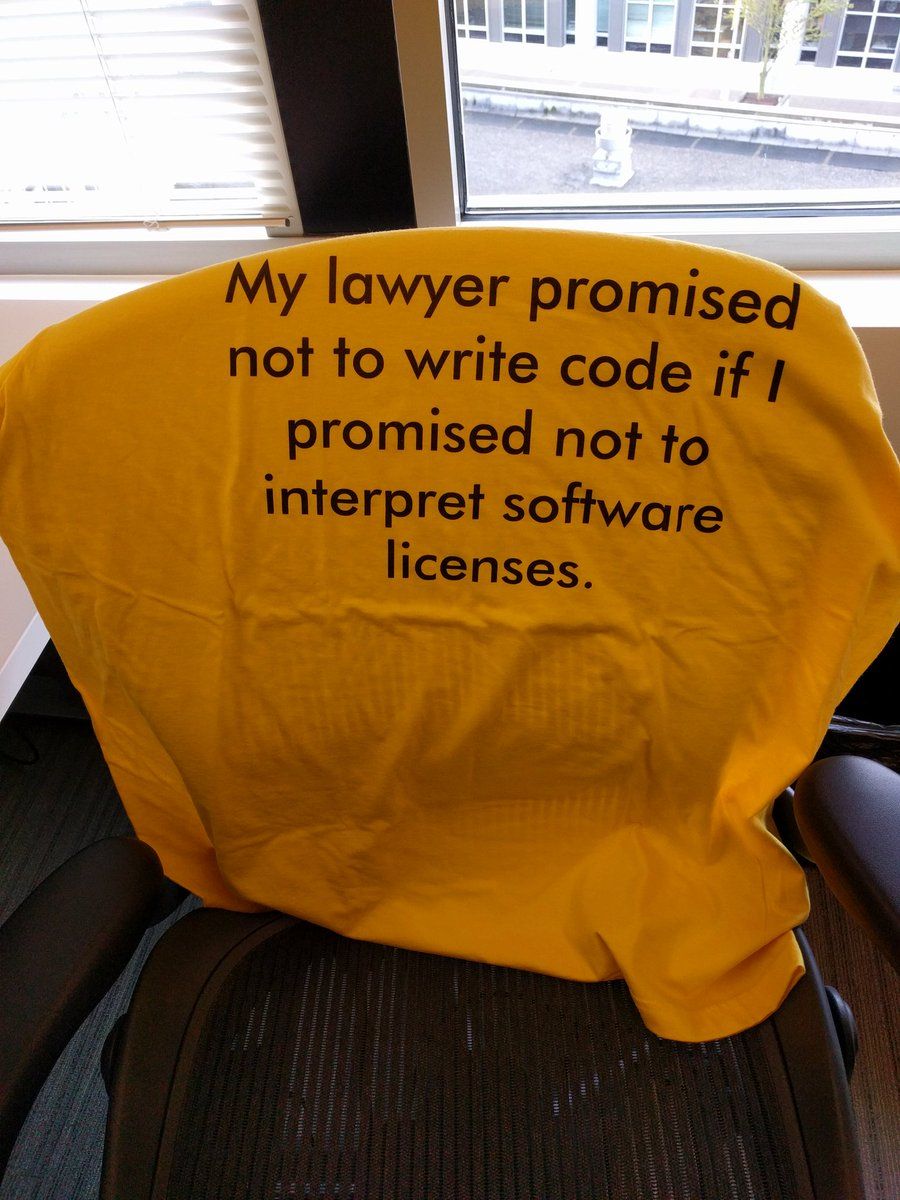 My lawyer promised
not to write code if I
promised not to
interpret software
licenses.